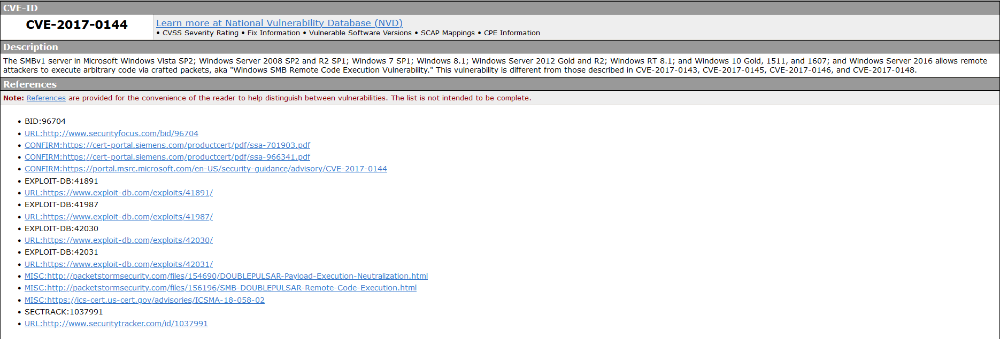 CVE-ID
CVE-2017-0144
Learn more at National Vulnerability Database (NVD)
• CVSS Severity Rating • Fix Information • Vulnerable Software Versions • SCAP Mappings • CPE Information
Description
The SMBv1 server in Microsoft Windows Vista SP2; Windows Server 2008 SP2 and R2 SP1; Windows 7 SP1; Windows 8.1; Windows Server 2012 Gold and R2; Windows RT 8.1; and Windows 10 Gold, 1511, and 1607; and Windows Server 2016 allows remote
attackers to execute arbitrary code via crafted packets, aka "Windows SMB Remote Code Execution Vulnerability." This vulnerability is different from those described in CVE-2017-0143, CVE-2017-0145, CVE-2017-0146, and CVE-2017-0148.
References
Note: References are provided for the convenience of the reader to help distinguish between vulnerabilities. The list is not intended to be complete.
• BID:96704
• URL:http://www.securityfocus.com/bid/96704
• CONFIRM:https://cert-portal.siemens.com/productcert/pdf/ssa-701903.pdf
• CONFIRM:https://cert-portal.siemens.com/productcert/pdf/ssa-966341.pdf
• CONFIRM:https://portal.msrc.microsoft.com/en-US/security-guidance/advisory/CVE-2017-0144
• EXPLOIT-DB:41891
• URL:https://www.exploit-db.com/exploits/41891/
• EXPLOIT-DB:41987
• URL:https://www.exploit-db.com/exploits/41987/
• EXPLOIT-DB:42030
• URL:https://www.exploit-db.com/exploits/42030/
• EXPLOIT-DB:42031
• URL:https://www.exploit-db.com/exploits/42031/
• MISC:http://packetstormsecurity.com/files/154690/DOUBLEPULSAR-Payload-Execution-Neutralization.html
• MISC:http://packetstormsecurity.com/files/156196/SMB-DOUBLEPULSAR-Remote-Code-Execution.html
• MISC:https://ics-cert.us-cert.gov/advisories/ICSMA-18-058-02
• SECTRACK:1037991
• URL:http://www.securitytracker.com/id/1037991